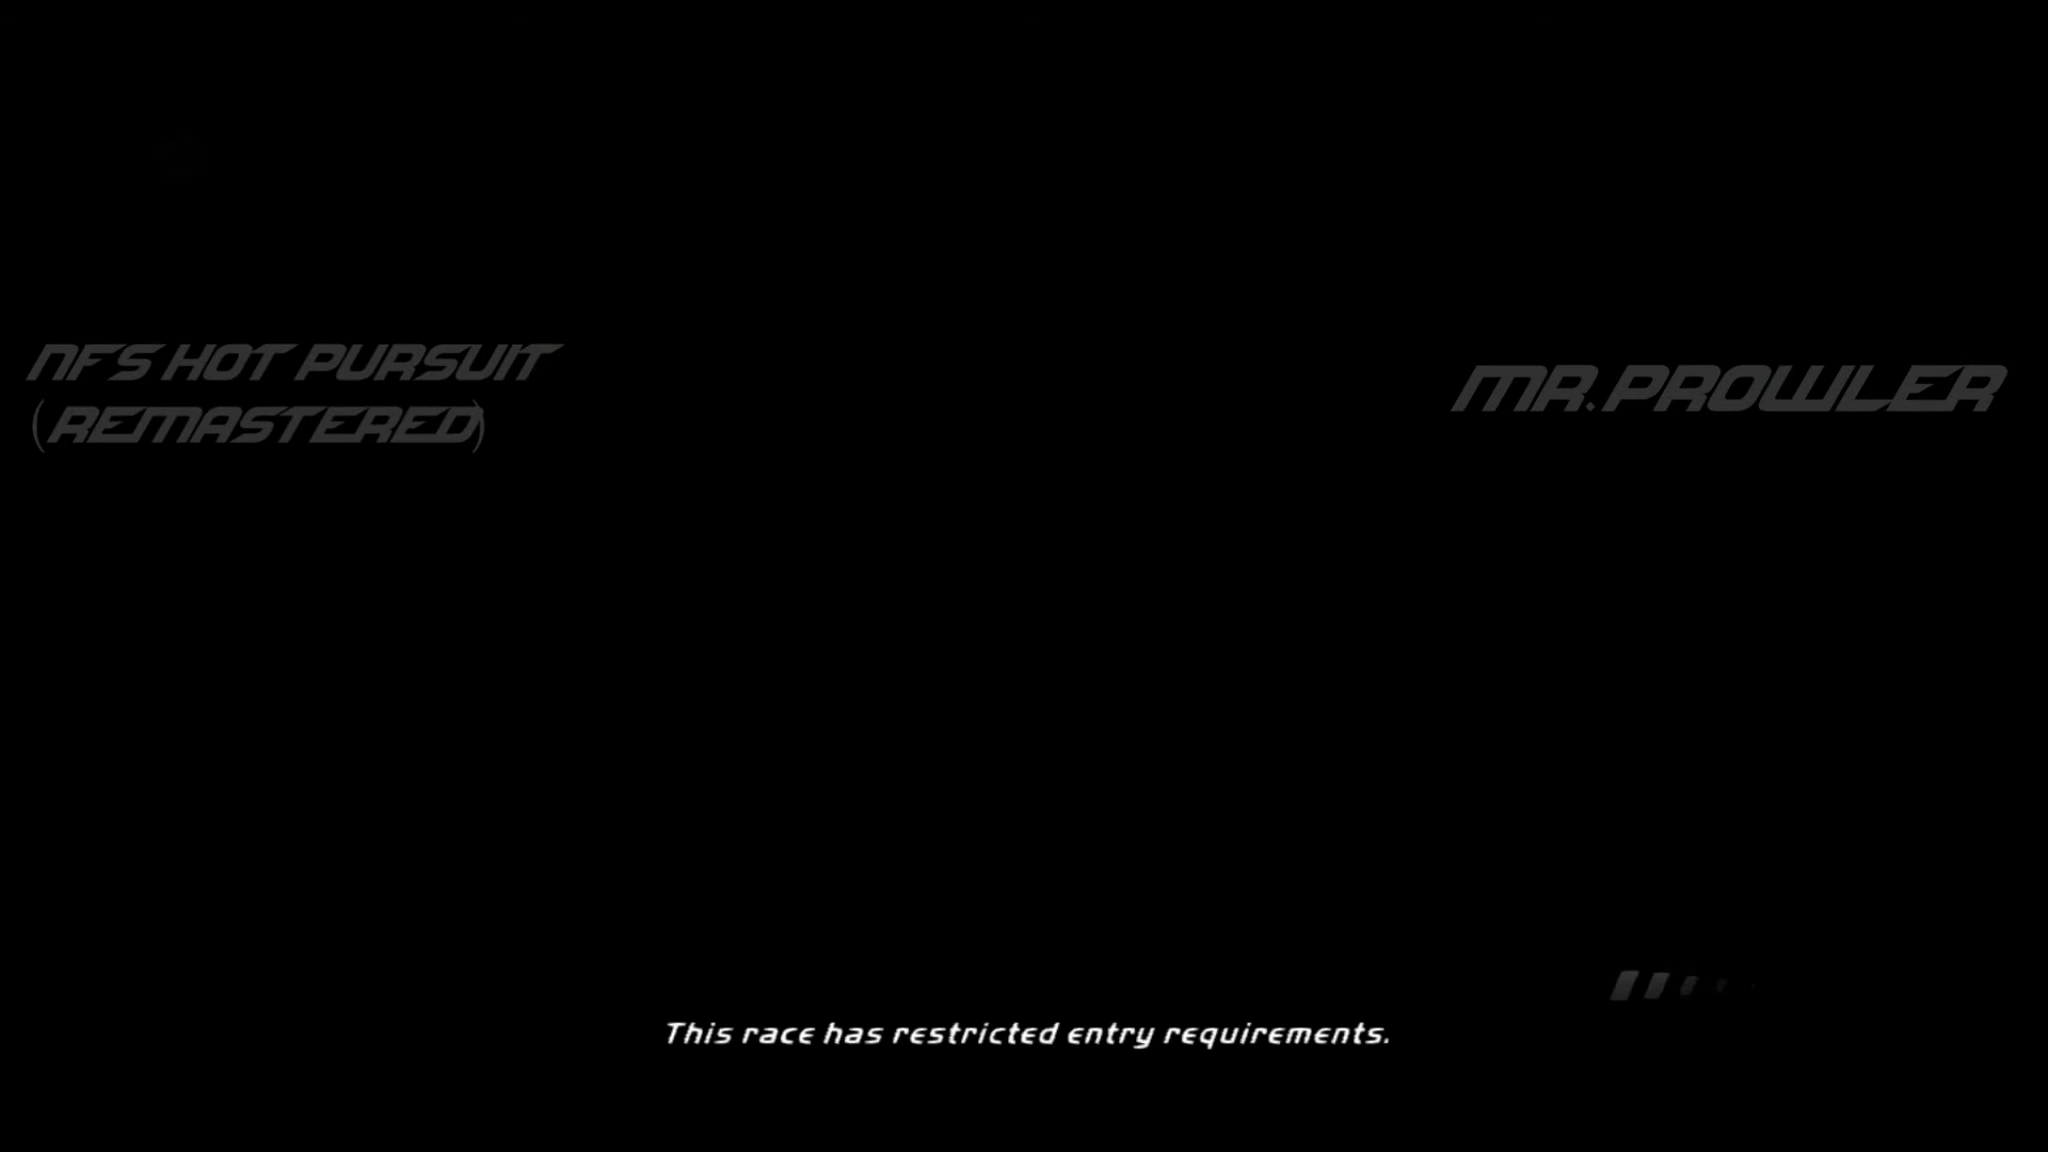 NFS HOT PURSUIT
(REMASTERED)
MR. PROWLER
This race has restricted entry requirements.